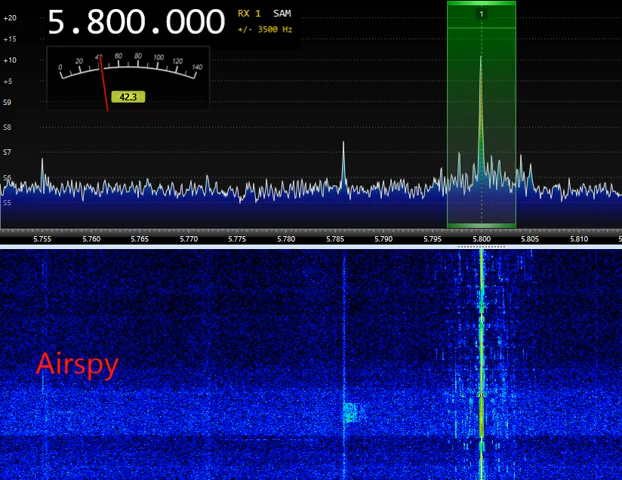 +20
5.800.000
RX 1 SAM
+/- 3500 Hz
1
+15
0 20 40 60 80 100 120 140
+10
42.3
+5
S9
S8
S7
S6
S5
5.755 5.760 5.765 5.770 5.775 5.780 5.785 5.790 5.795 5.800 5.805 5.810 5
Airspy